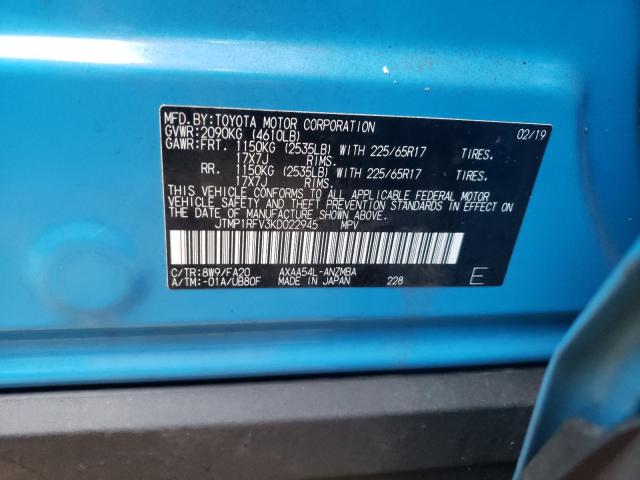 MFD.BY:TOYOTA MOTOR CORPORATION 02/19
GVWR:2090KG (4610LB)
GAWR:FRT. 1150KG (2535LB) WITH 225/65R17 TIRES.
17X7J RIMS.
RR. 1150KG (2535LB) WITH 225/65R17 TIRES.
17X7J RIMS.
THIS VEHICLE CONFORMS TO ALL APPLICABLE FEDERAL MOTOR
VEHICLE SAFETY AND THEFT PREVENTION STANDARDS IN EFFECT ON
THE DATE OF MANUFACTURE SHOWN ABOVE.
JTMP1RFV3KD022945 MPV
C/TR:8W9/FA20 AXAA54L-ANZMBA
A/TM:-01A/UB80F MADE IN JAPAN 228 E